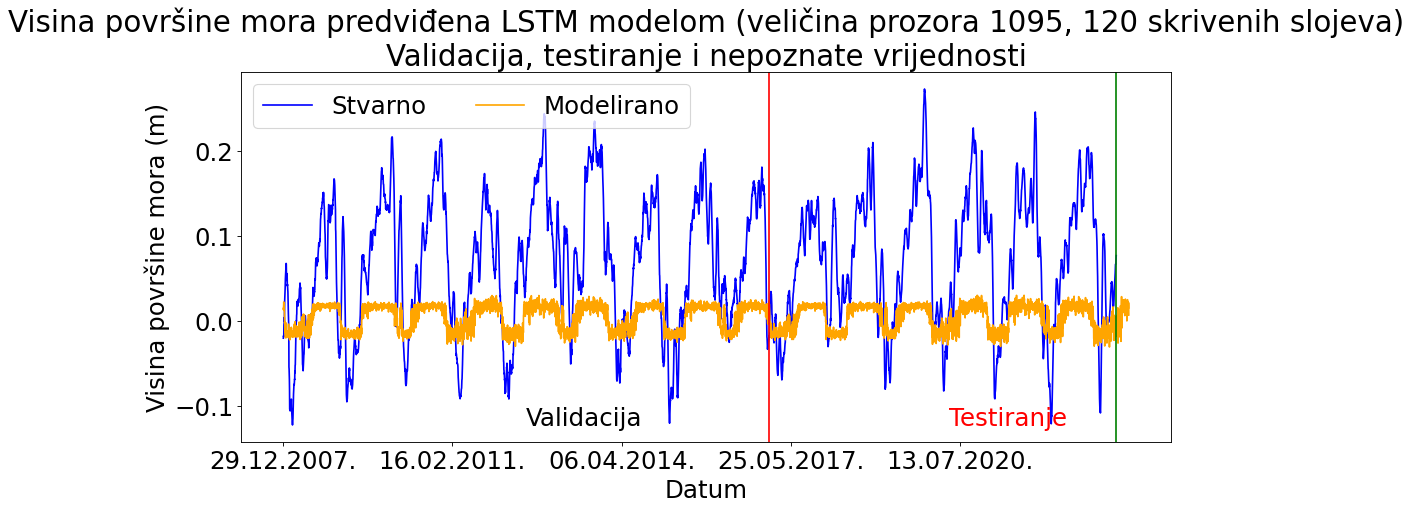 Visina površine mora predviđena LSTM modelom (veličina prozora 1095, 120 skrivenih slojeva)
Validacija, testiranje i nepoznate vrijednosti
Stvarno
Modelirano
Visina površine mora (m)
0.2
0.1
0.0
−0.1
Validacija
Testiranje
29.12.2007.
16.02.2011.
06.04.2014.
25.05.2017.
13.07.2020.
Datum